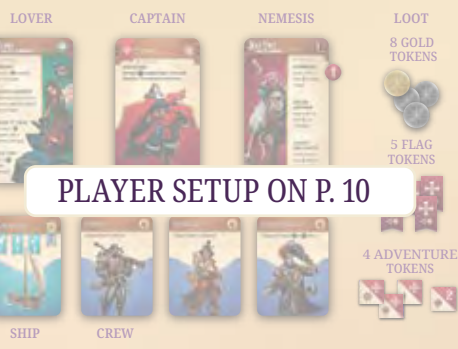 LOVER
CAPTAIN
NEMESIS
LOOT
8 GOLD
TOKENS
5 FLAG
TOKENS
PLAYER SETUP ON P. 10
4 ADVENTURE
TOKENS
SHIP
CREW